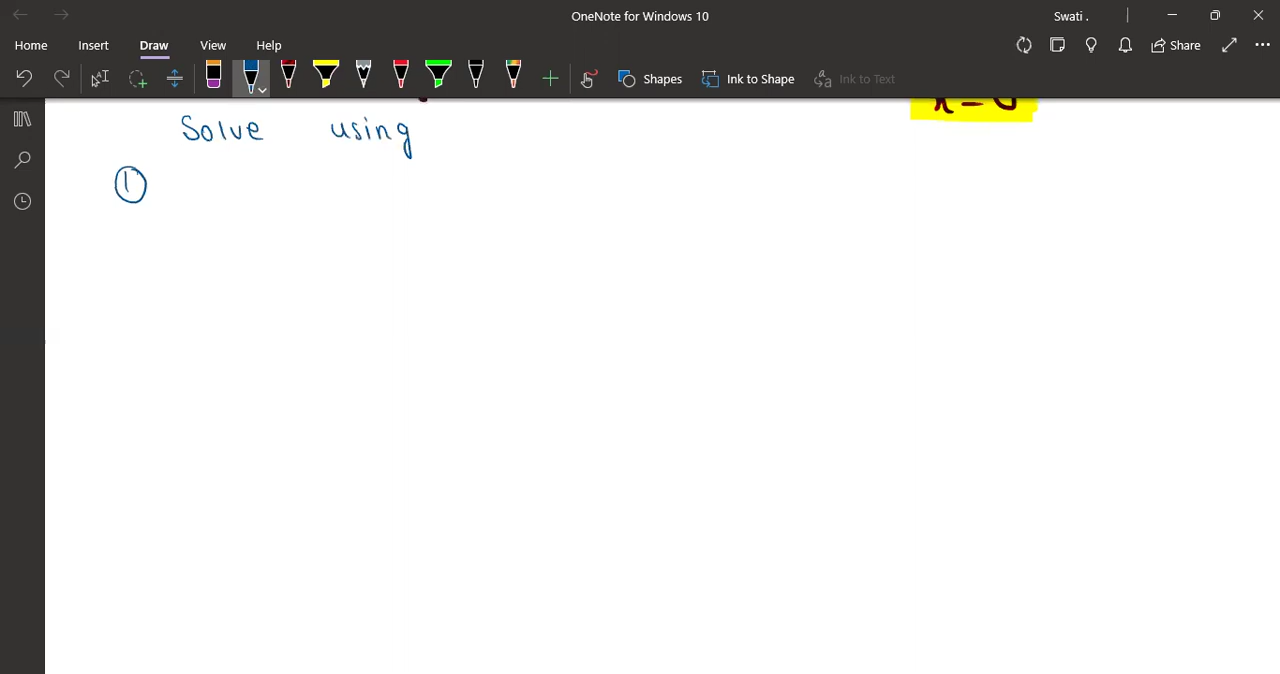 OneNote for Windows 10
Swati .
Home Insert Draw View Help
Share
Shapes Ink to Shape Ink to Text
Solve using
①